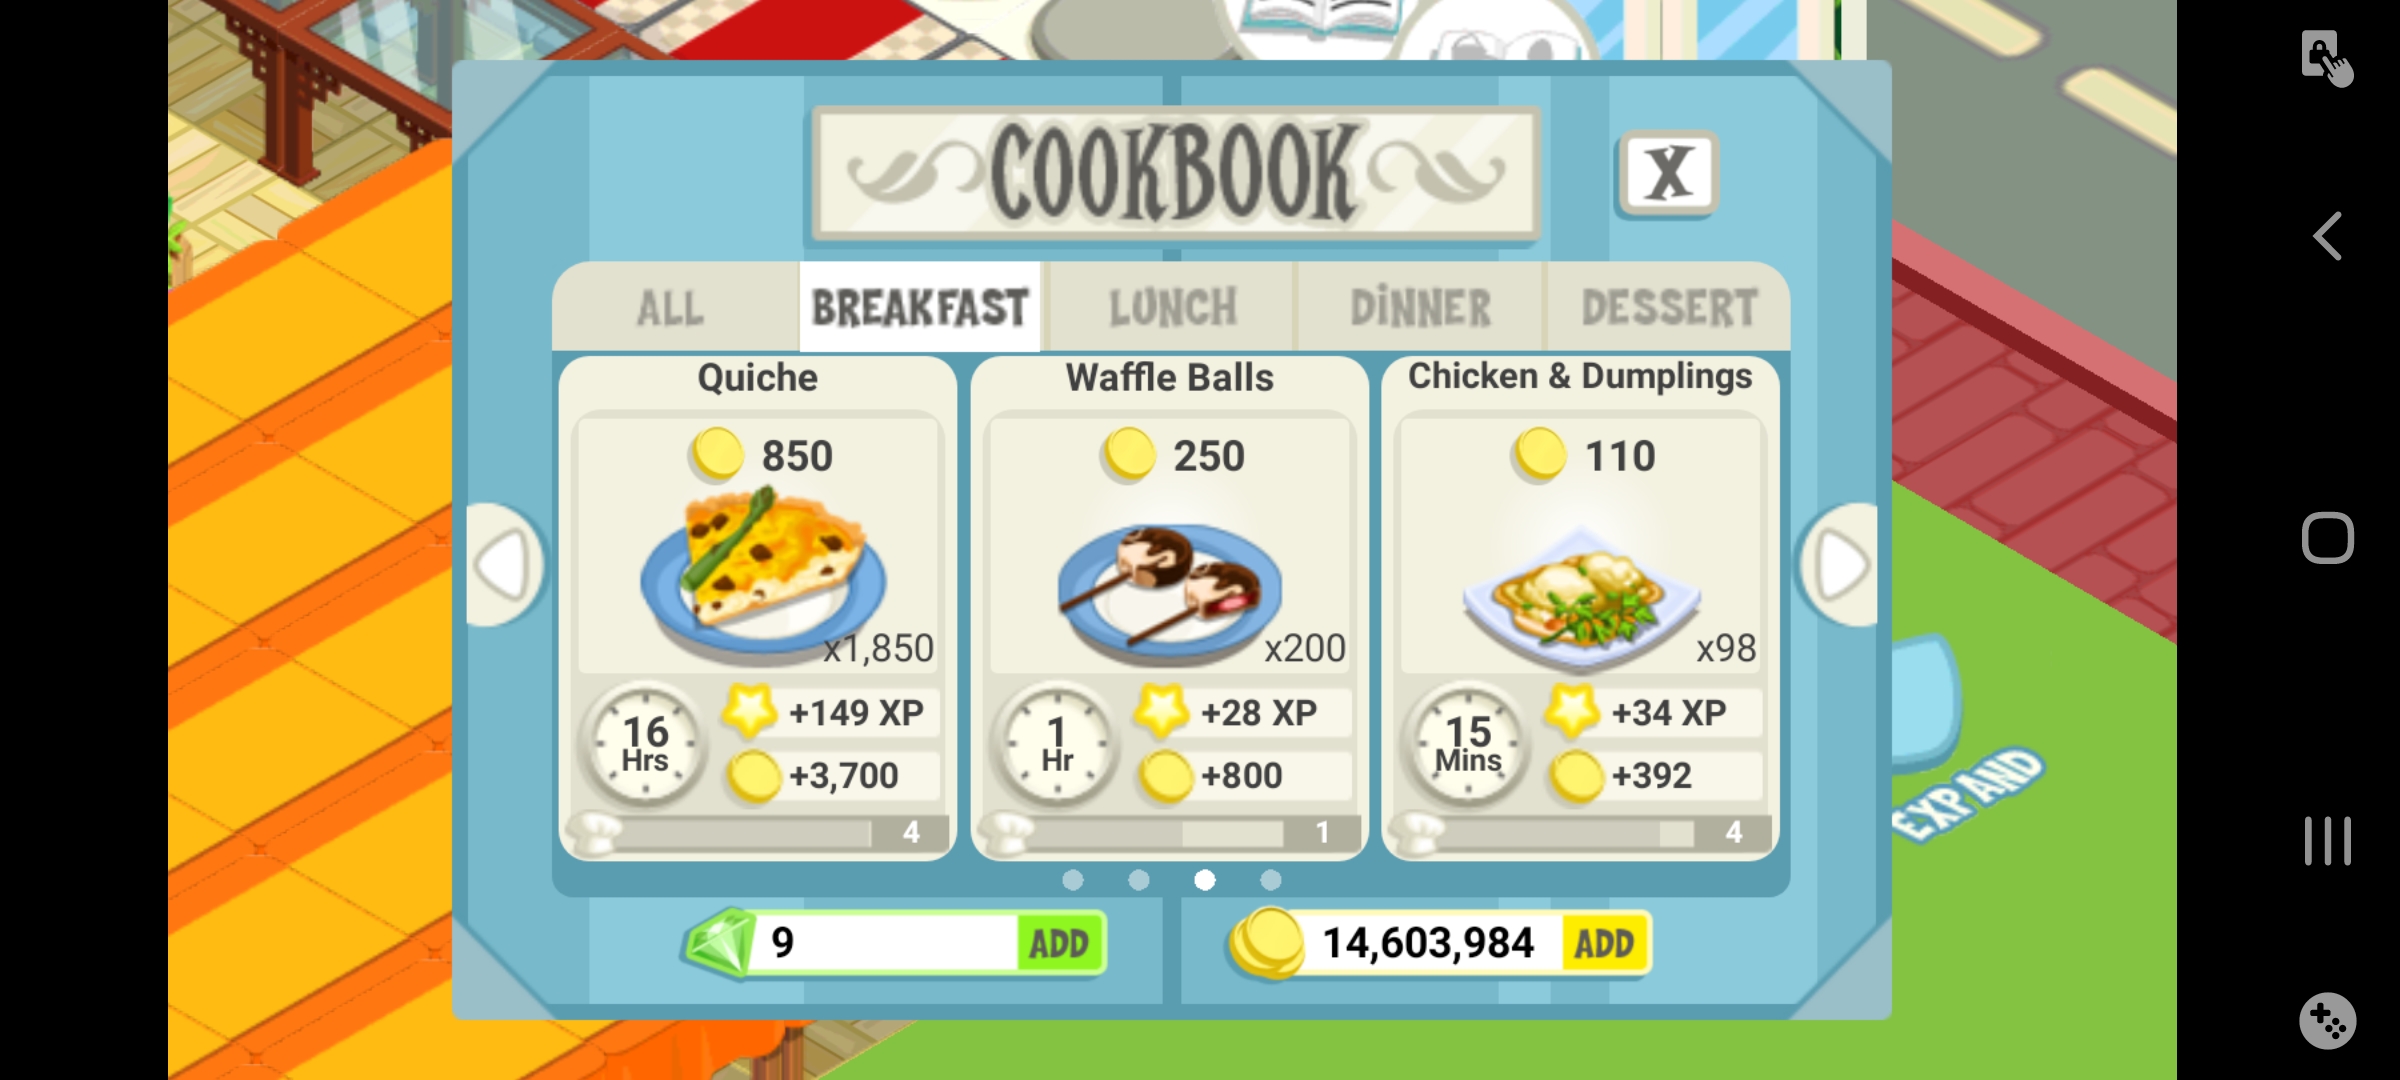 COOKBOOK
X
ALL
BREAKFAST
LUNCH
DINNER
DESSERT
Quiche
850
x1,850
16
Hrs
+149 XP
+3,700
4
Waffle Balls
250
x200
1
Hr
+28 XP
+800
1
Chicken & Dumplings
110
x98
15
Mins
+34 XP
+392
4
9
ADD
14,603,984
ADD
EXPAND